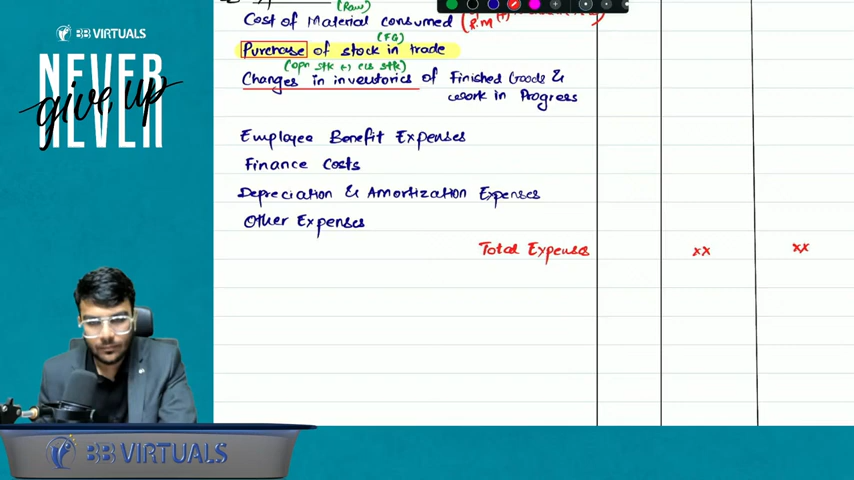 BB VIRTUALS
NEVER
give up
NEVER
(Raw)
Cost of Material consumed (R.M (+)
(FG)
Purchase of stock in trade
(opn stk (-) cls stk)
Changes in inventories of Finished Goods &
work in Progress
Employee Benefit Expenses
Finance Costs
Depreciation & Amortization Expenses
Other Expenses
Total Expenses xx xx
BB VIRTUALS